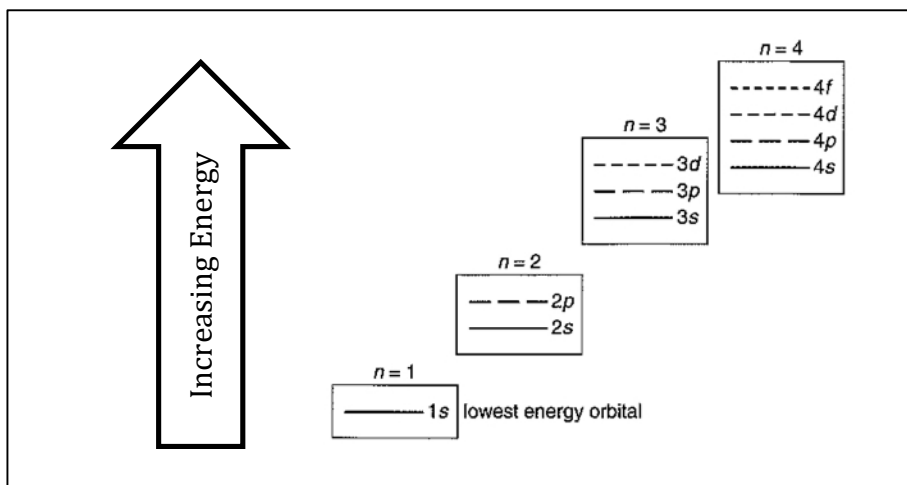 Increasing Energy
n = 4
4f
4d
4p
4s
n = 3
3d
3p
3s
n = 2
2p
2s
n = 1
1s lowest energy orbital